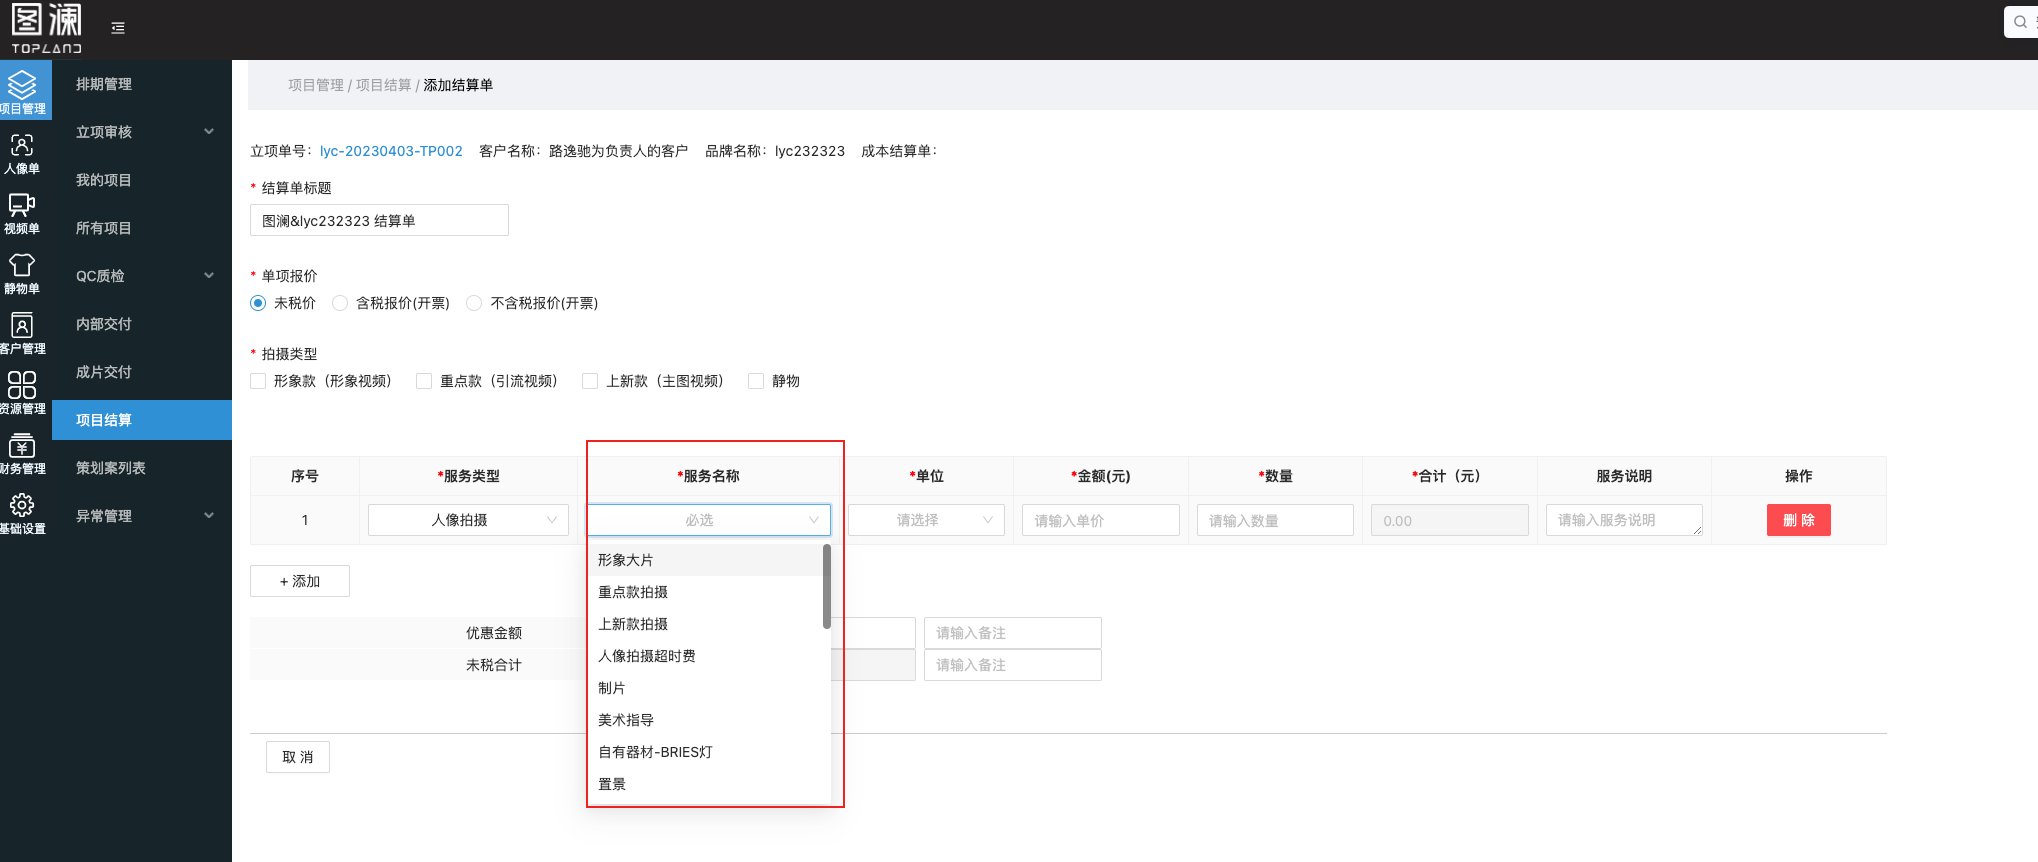 图澜
TOPLAND
项目管理
人像单
视频单
静物单
客户管理
资源管理
财务管理
基础设置
排期管理
立项审核
我的项目
所有项目
QC质检
内部交付
成片交付
项目结算
策划案列表
异常管理
项目管理 / 项目结算 / 添加结算单
立项单号： lyc-20230403-TP002 客户名称： 路逸驰为负责人的客户 品牌名称： lyc232323 成本结算单：
* 结算单标题
图澜&lyc232323 结算单
* 单项报价
未税价 含税报价(开票) 不含税报价(开票)
* 拍摄类型
形象款（形象视频） 重点款（引流视频） 上新款（主图视频） 静物
序号 *服务类型 *服务名称 *单位 *金额(元) *数量 *合计（元） 服务说明 操作
1 人像拍摄 必选 请选择 请输入单价 请输入数量 0.00 请输入服务说明 删 除
形象大片
重点款拍摄
上新款拍摄
人像拍摄超时费
制片
美术指导
自有器材-BRIES灯
置景
+ 添加
优惠金额 请输入备注
未税合计 请输入备注
取 消